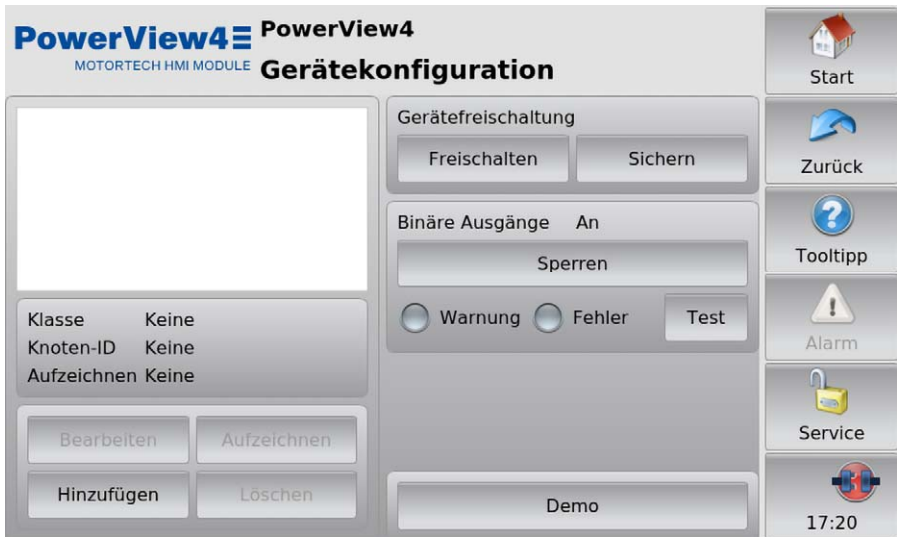 PowerView4
MOTORTECH HMI MODULE
PowerView4
Gerätekonfiguration
Klasse Keine
Knoten-ID Keine
Aufzeichnen Keine
Bearbeiten Aufzeichnen
Hinzufügen Löschen
Gerätefreischaltung
Freischalten Sichern
Binäre Ausgänge An
Sperren
Warnung Fehler Test
Demo
Start
Zurück
Tooltipp
Alarm
Service
17:20